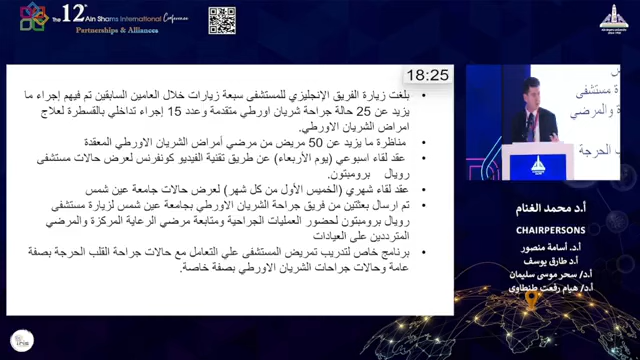 The 12th Ain Shams International Conference
Partnerships & Alliances
18:25
بلغت زيارة الفريق الإنجليزي للمستشفى سبعة زيارات خلال العامين السابقين تم فيهم إجراء ما
يزيد عن 25 حالة جراحة شريان اورطي متقدمة وعدد 15 إجراء تداخلي بالقسطرة لعلاج
امراض الشريان الاورطي.
مناظرة ما يزيد عن 50 مريض من مرضي أمراض الشريان الاورطي المعقدة
عقد لقاء اسبوعي (يوم الأربعاء) عن طريق تقنية الفيديو كونفرنس لعرض حالات مستشفى
رويال برومبتون.
عقد لقاء شهري (الخميس الأول من كل شهر) لعرض حالات جامعة عين شمس
تم ارسال بعثتين من فريق جراحة الشريان الاورطي بجامعة عين شمس لزيارة مستشفى
رويال برومبتون لحضور العمليات الجراحية ومتابعة مرضي الرعاية المركزة والمرضي
المترددين على العيادات
برنامج خاص لتدريب تمريض المستشفى علي التعامل مع حالات جراحة القلب الحرجة بصفة
عامة وحالات جراحات الشريان الاورطي بصفة خاصة.
ة مستشفى
والمرضي
الحرجة
أ.د محمد الغنام
CHAIRPERSONS
أ.د. أسامة منصور
أ.د طارق يوسف
أ.د/ سحر موسى سليمان
أ.د/ هيام رفعت طنطاوي